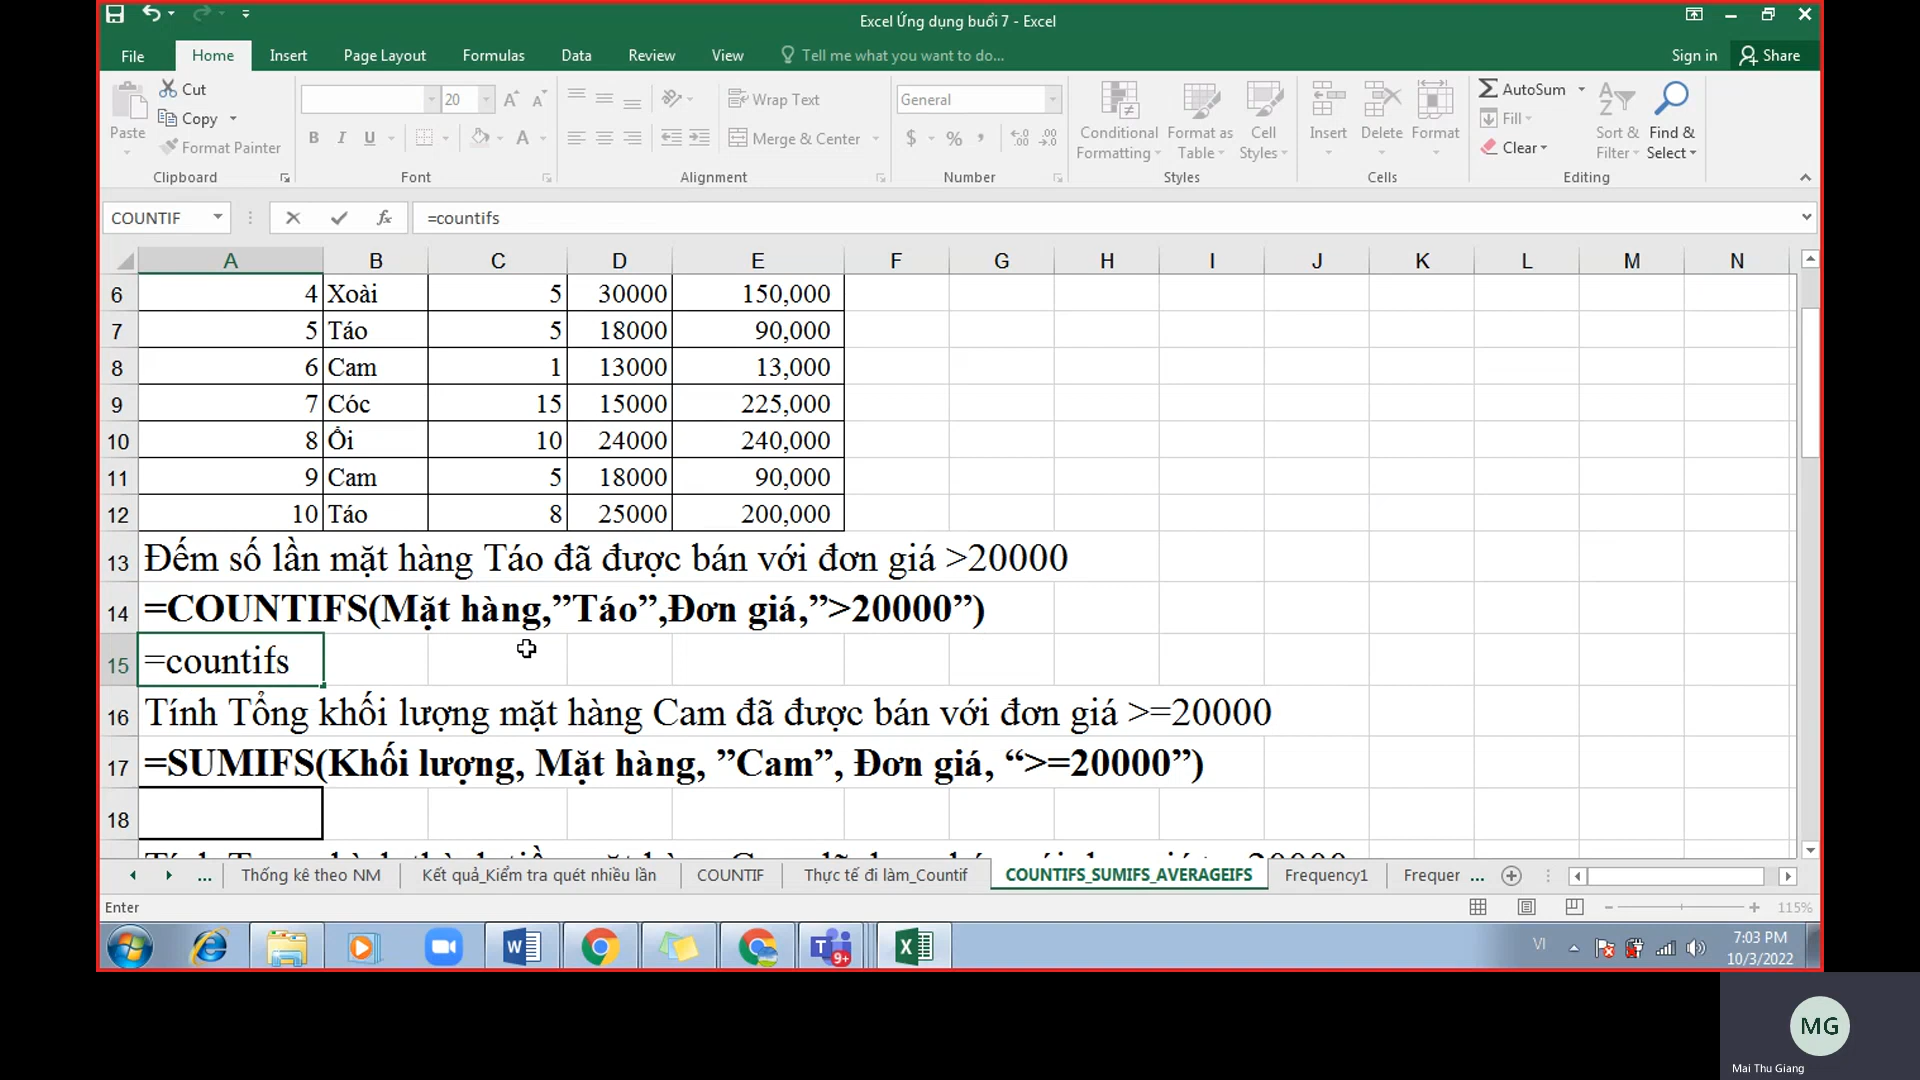 Excel Ứng dụng buổi 7 - Excel
File Home Insert Page Layout Formulas Data Review View Tell me what you want to do... Sign in Share
Paste Cut Copy Format Painter Clipboard
20 B I U A Font
Wrap Text Merge & Center Alignment
General $ % , Number
Conditional Formatting Format as Table Cell Styles Styles
Insert Delete Format Cells
AutoSum Fill Clear Sort & Filter Find & Select Editing
COUNTIF fx =countifs
A B C D E F G H I J K L M N
6 4 Xoài 5 30000 150,000
7 5 Táo 5 18000 90,000
8 6 Cam 1 13000 13,000
9 7 Cóc 15 15000 225,000
10 8 Ổi 10 24000 240,000
11 9 Cam 5 18000 90,000
12 10 Táo 8 25000 200,000
13 Đếm số lần mặt hàng Táo đã được bán với đơn giá >20000
14 =COUNTIFS(Mặt hàng,”Táo”,Đơn giá,”>20000”)
15 =countifs
16 Tính Tổng khối lượng mặt hàng Cam đã được bán với đơn giá >=20000
17 =SUMIFS(Khối lượng, Mặt hàng, ”Cam”, Đơn giá, “>=20000”)
18
... Thống kê theo NM Kết quả_Kiểm tra quét nhiều lần COUNTIF Thực tế đi làm_Countif COUNTIFS_SUMIFS_AVERAGEIFS Frequency1 Frequer ...
Enter 115%
VI 7:03 PM
10/3/2022
9+
MG
Mai Thu Giang